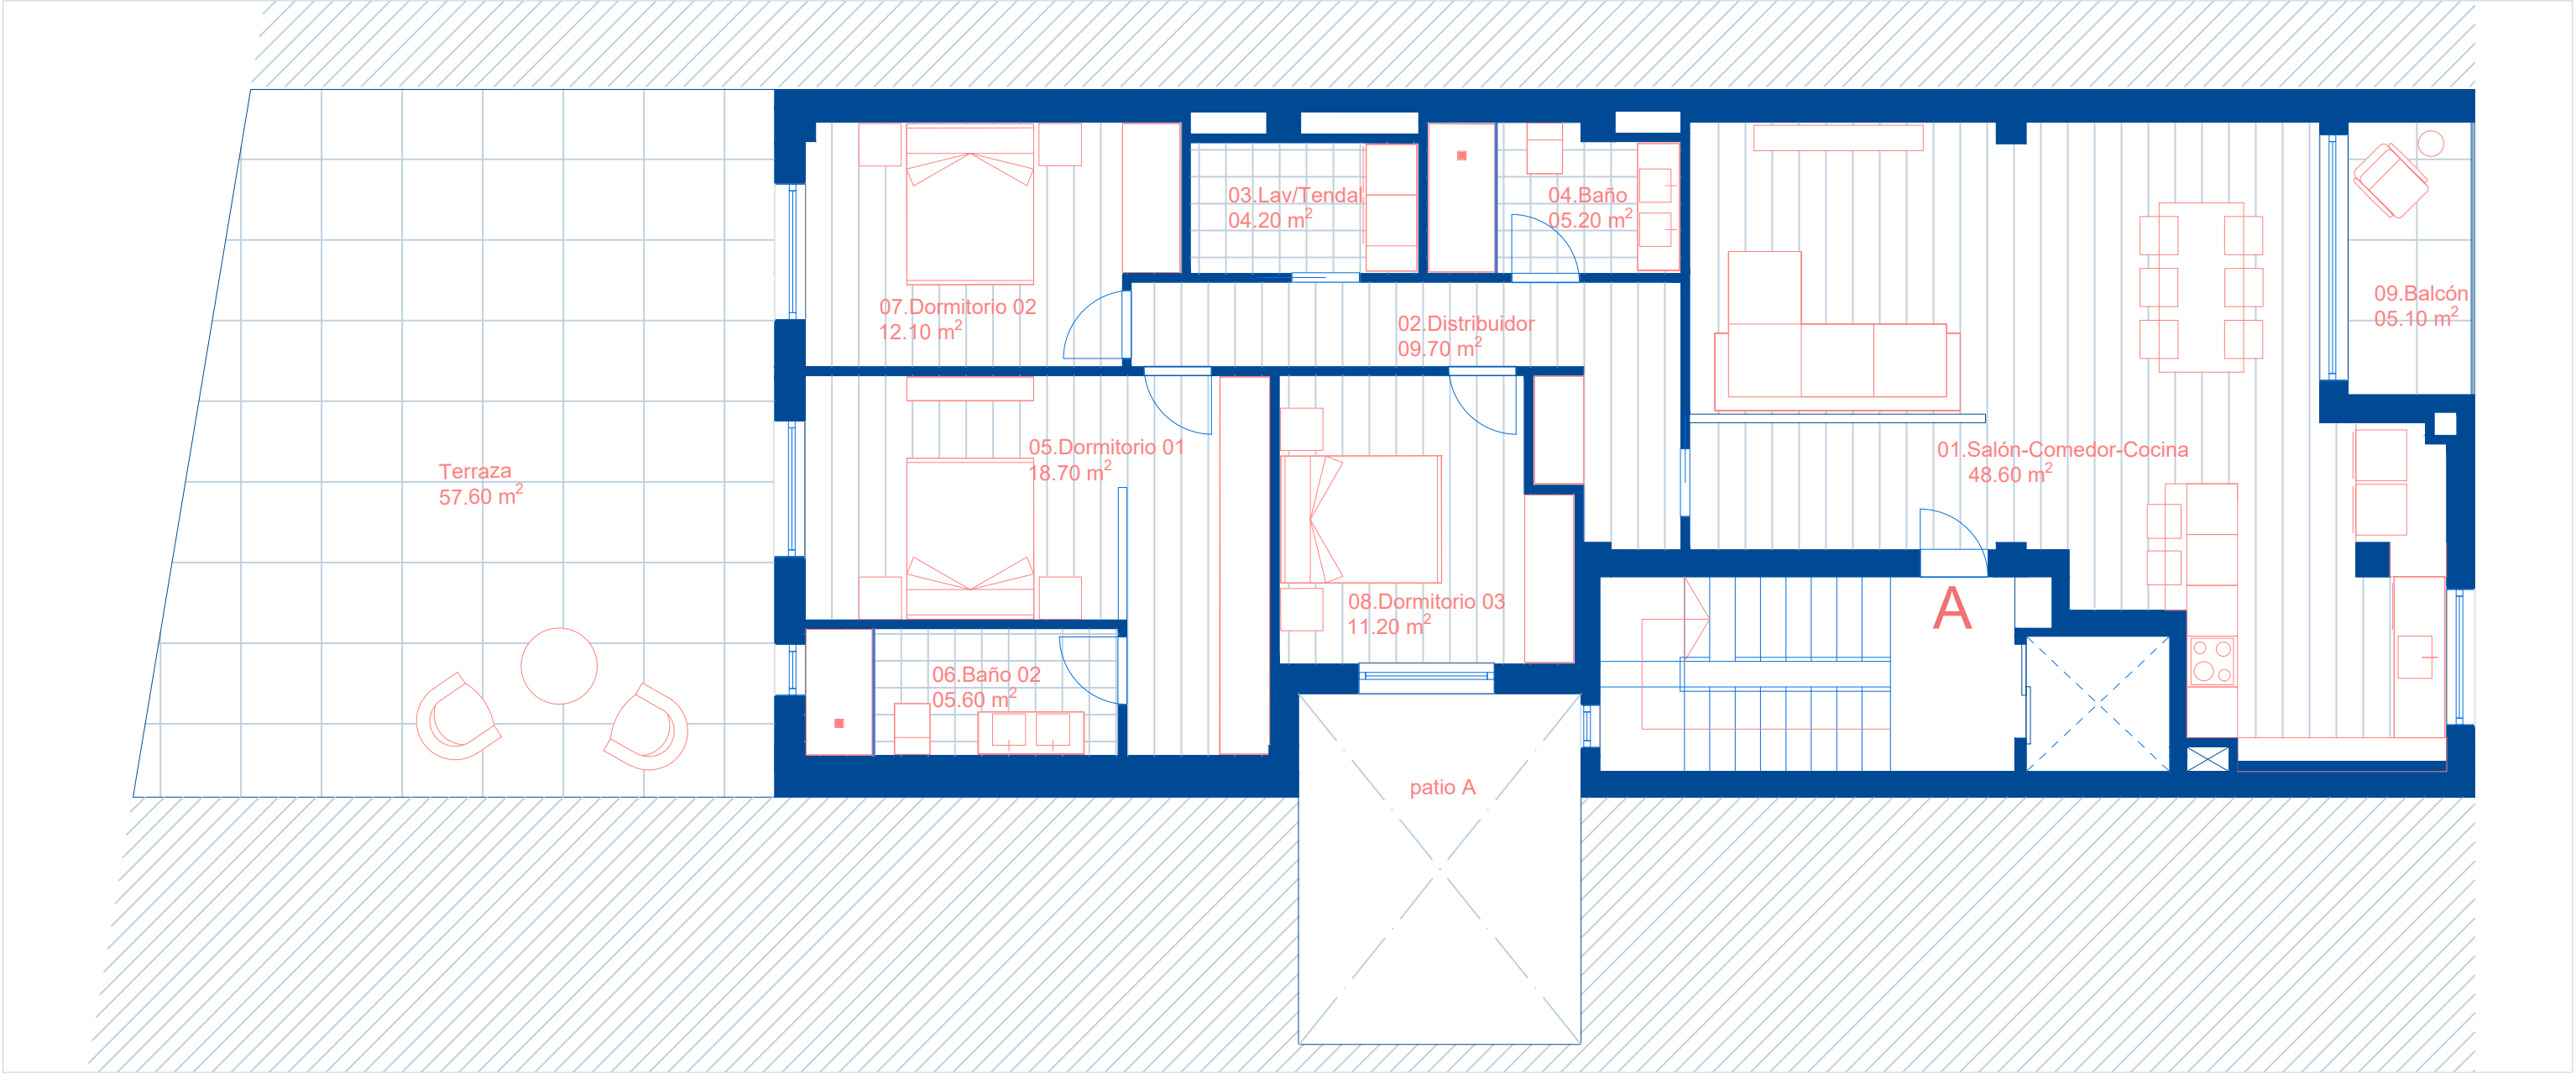 03.Lav/Tendal
04.20 m²
04.Baño
05.20 m²
07.Dormitorio 02
12.10 m²
02.Distribuidor
09.70 m²
09.Balcón
05.10 m²
Terraza
57.60 m²
05.Dormitorio 01
18.70 m²
01.Salón-Comedor-Cocina
48.60 m²
08.Dormitorio 03
11.20 m²
A
06.Baño 02
05.60 m²
patio A